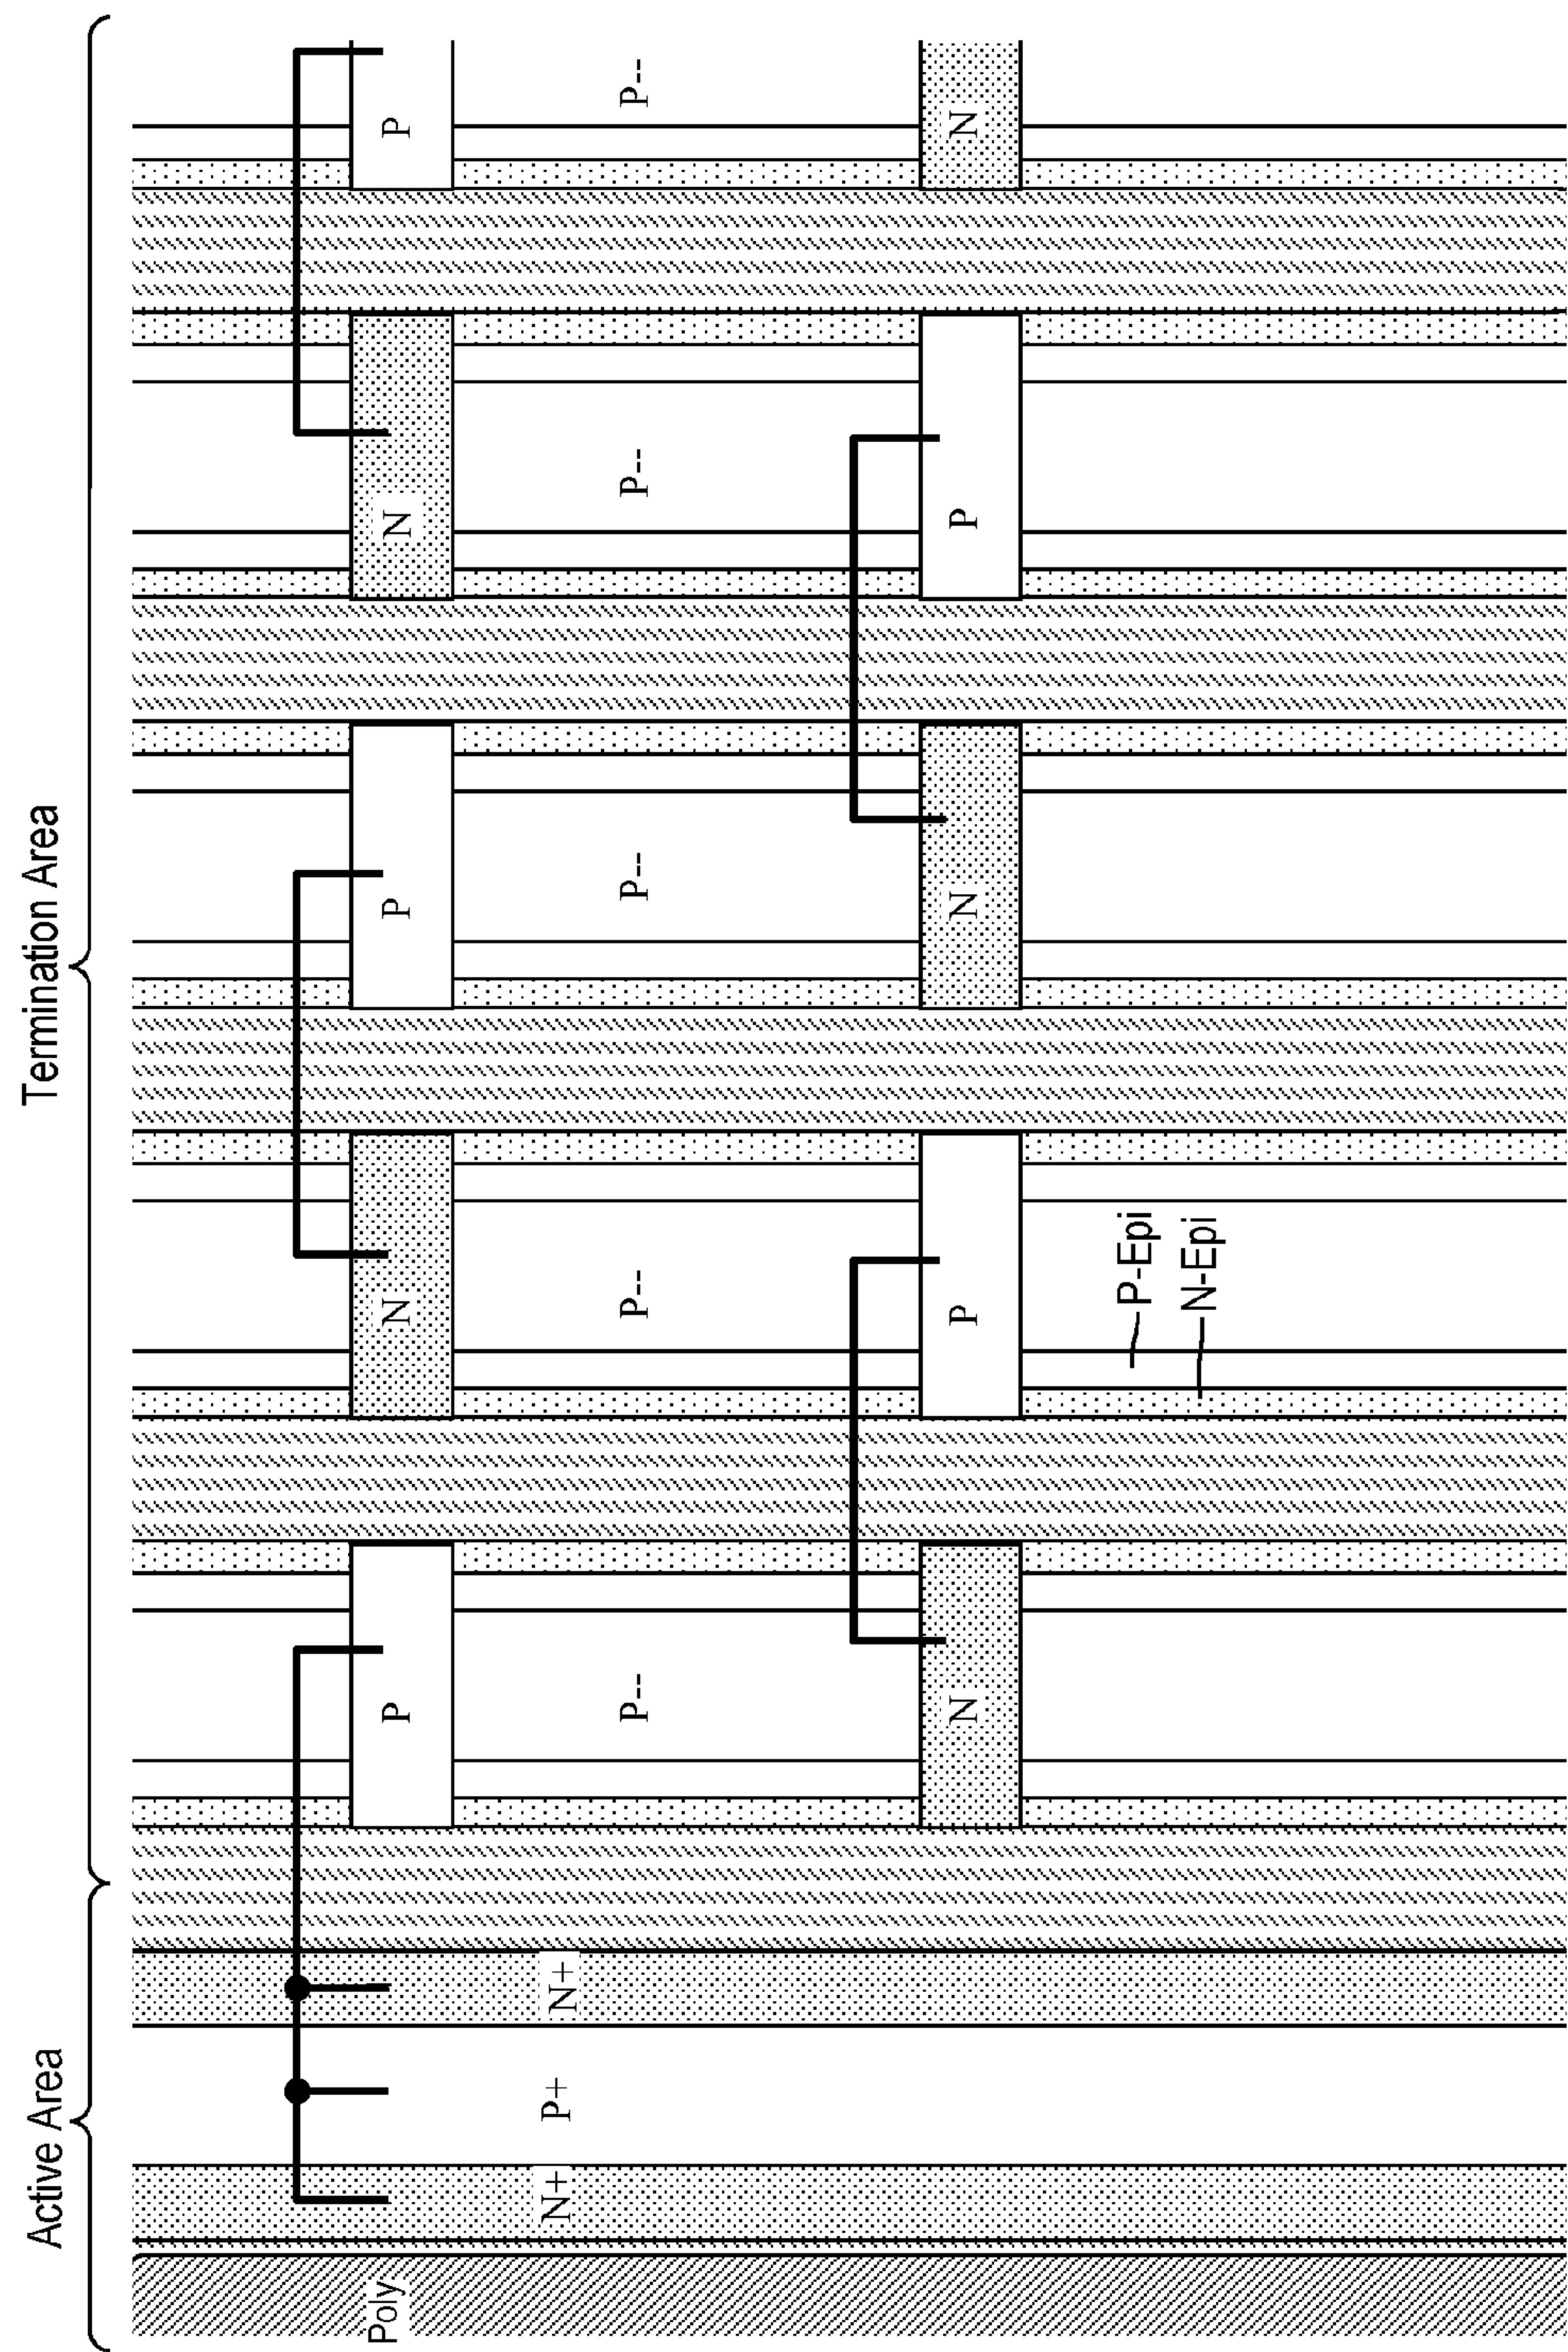 Active Area
Termination Area
Poly
P
N
P
N
P
N+
P+
N+
P--
P--
P--
P--
P--
N
P
N
P
N
P-Epi
N-Epi